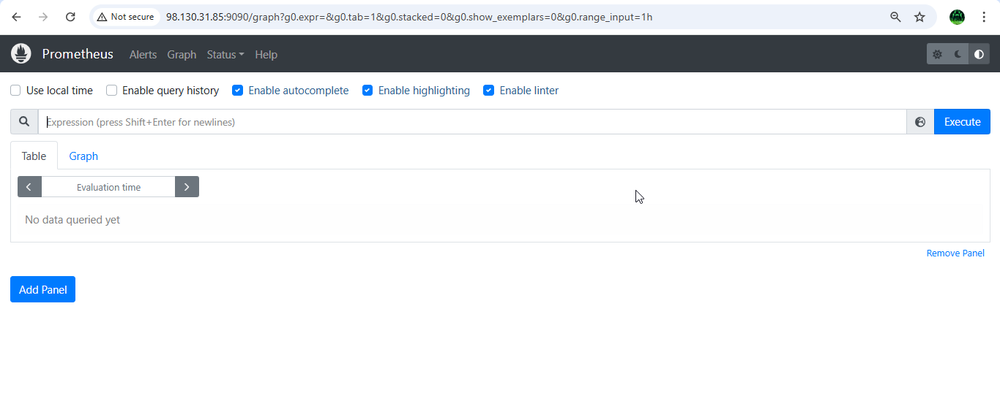 Not secure 98.130.31.85:9090/graph?g0.expr=&g0.tab=1&g0.stacked=0&g0.show_exemplars=0&g0.range_input=1h
Prometheus Alerts Graph Status Help
Use local time Enable query history Enable autocomplete Enable highlighting Enable linter
Expression (press Shift+Enter for newlines) Execute
Table Graph
Evaluation time
No data queried yet
Remove Panel
Add Panel